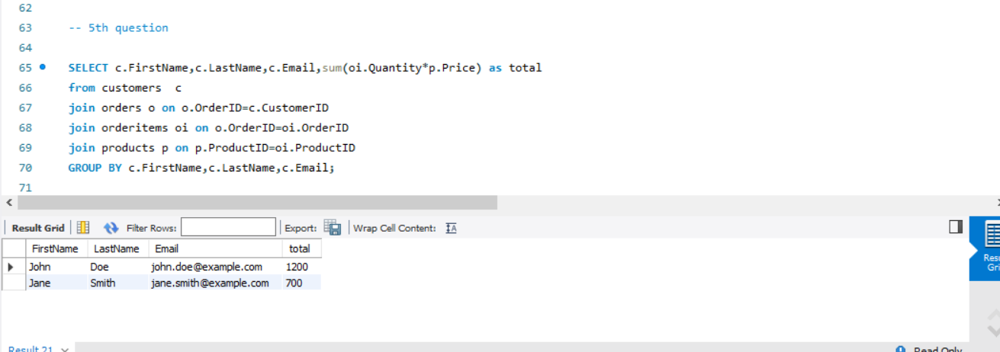 62
63 -- 5th question
64
65 SELECT c.FirstName,c.LastName,c.Email,sum(oi.Quantity*p.Price) as total
66 from customers  c
67 join orders o on o.OrderID=c.CustomerID
68 join orderitems oi on o.OrderID=oi.OrderID
69 join products p on p.ProductID=oi.ProductID
70 GROUP BY c.FirstName,c.LastName,c.Email;
71
Result Grid Filter Rows: Export: Wrap Cell Content: IA
FirstName LastName Email total
John Doe john.doe@example.com 1200
Jane Smith jane.smith@example.com 700
Resu
Gri
Result 21 Read Only